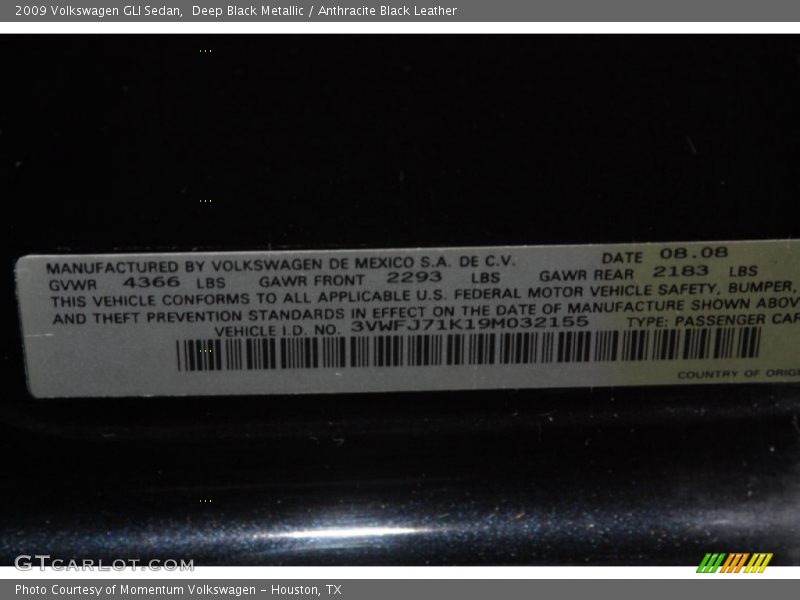 2009 Volkswagen GLI Sedan,  Deep Black Metallic / Anthracite Black Leather
MANUFACTURED BY VOLKSWAGEN DE MEXICO S.A. DE C.V. DATE 08.08
GVWR 4366 LBS GAWR FRONT 2293 LBS GAWR REAR 2183 LBS
THIS VEHICLE CONFORMS TO ALL APPLICABLE U.S. FEDERAL MOTOR VEHICLE SAFETY, BUMPER,
AND THEFT PREVENTION STANDARDS IN EFFECT ON THE DATE OF MANUFACTURE SHOWN ABOV
VEHICLE I.D. NO. 3VWFJ71K19M032155 TYPE: PASSENGER CAR
COUNTRY OF ORIGI
GTCARLOT.COM
Photo Courtesy of Momentum Volkswagen - Houston, TX